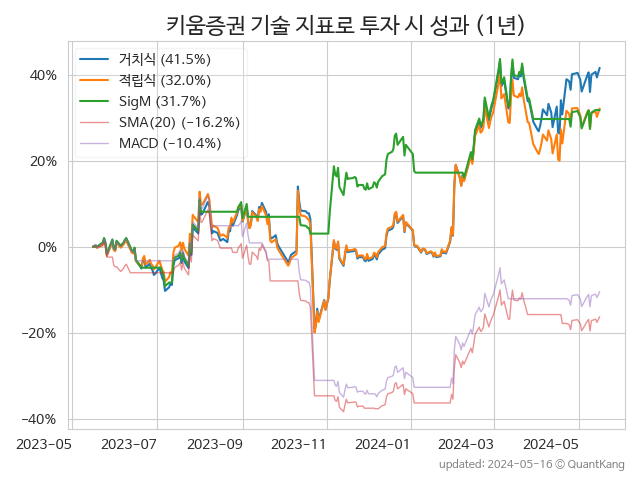 키움증권 기술 지표로 투자 시 성과 (1년)
거치식 (41.5%)
적립식 (32.0%)
SigM (31.7%)
SMA(20) (−16.2%)
MACD (−10.4%)
40%
20%
0%
−20%
−40%
2023-05 2023-07 2023-09 2023-11 2024-01 2024-03 2024-05
updated: 2024-05-16 © QuantKang